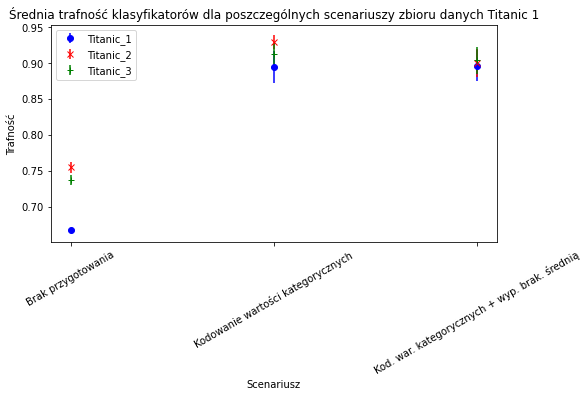 Średnia trafność klasyfikatorów dla poszczególnych scenariuszy zbioru danych Titanic 1
0.95
0.90
0.85
0.80
0.75
0.70
Trafność
Titanic_1
Titanic_2
Titanic_3
Brak przygotowania
Kodowanie wartości kategorycznych
Kod. war. kategorycznych + wyp. brak. średnią
Scenariusz